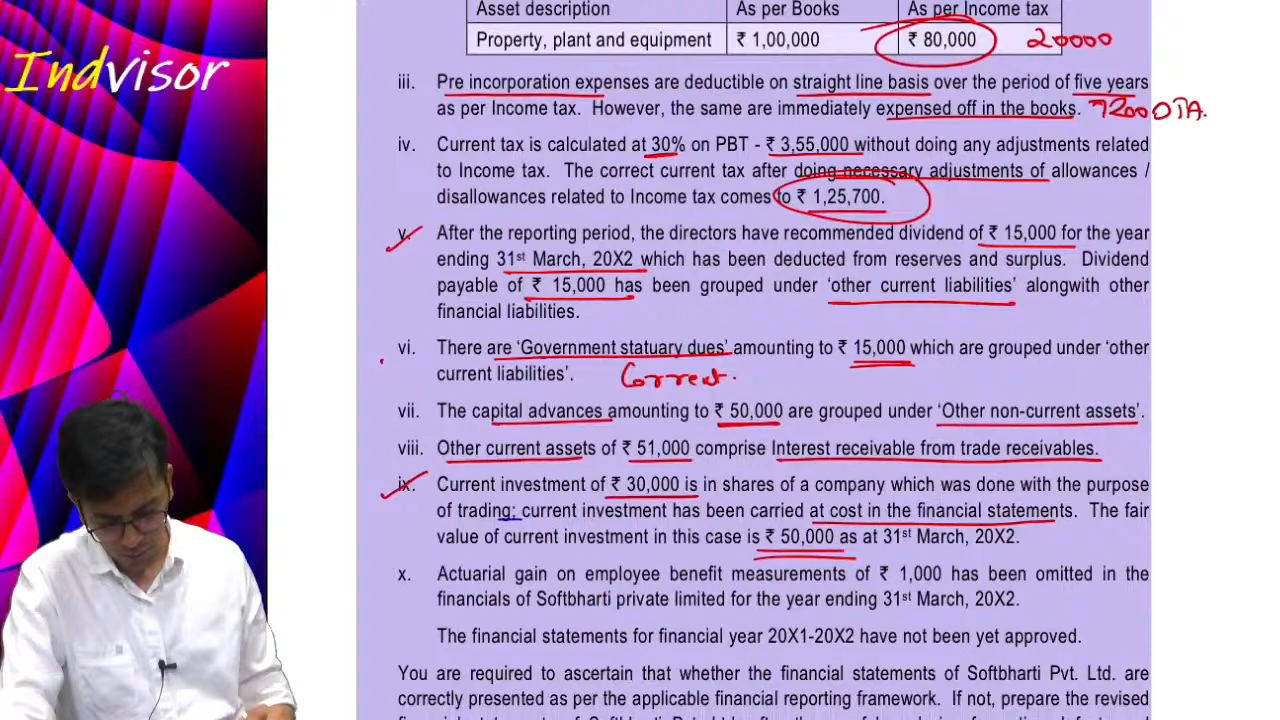 Indvisor
Asset description As per Books As per Income tax
Property, plant and equipment ₹ 1,00,000 ₹ 80,000 20000
iii. Pre incorporation expenses are deductible on straight line basis over the period of five years
as per Income tax. However, the same are immediately expensed off in the books. 7200 DTA.
iv. Current tax is calculated at 30% on PBT - ₹ 3,55,000 without doing any adjustments related
to Income tax. The correct current tax after doing necessary adjustments of allowances /
disallowances related to Income tax comes to ₹ 1,25,700.
v. After the reporting period, the directors have recommended dividend of ₹ 15,000 for the year
ending 31st March, 20X2 which has been deducted from reserves and surplus. Dividend
payable of ₹ 15,000 has been grouped under ‘other current liabilities’ alongwith other
financial liabilities.
vi. There are ‘Government statuary dues’ amounting to ₹ 15,000 which are grouped under ‘other
current liabilities’. Correct.
vii. The capital advances amounting to ₹ 50,000 are grouped under ‘Other non-current assets’.
viii. Other current assets of ₹ 51,000 comprise Interest receivable from trade receivables.
ix. Current investment of ₹ 30,000 is in shares of a company which was done with the purpose
of trading; current investment has been carried at cost in the financial statements. The fair
value of current investment in this case is ₹ 50,000 as at 31st March, 20X2.
x. Actuarial gain on employee benefit measurements of ₹ 1,000 has been omitted in the
financials of Softbharti private limited for the year ending 31st March, 20X2.
The financial statements for financial year 20X1-20X2 have not been yet approved.
You are required to ascertain that whether the financial statements of Softbharti Pvt. Ltd. are
correctly presented as per the applicable financial reporting framework. If not, prepare the revised